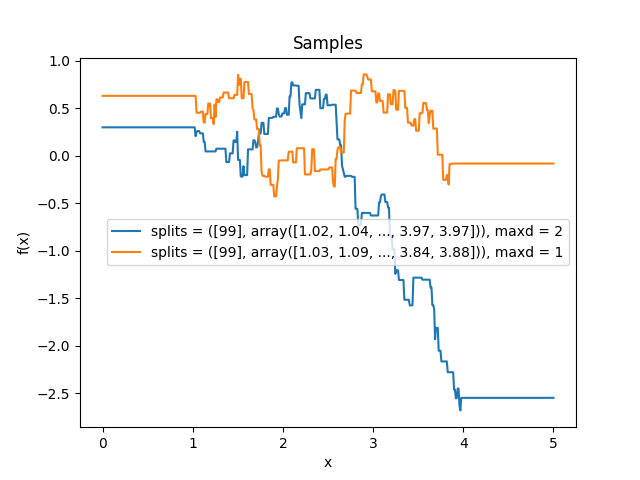 Samples
1.0
0.5
0.0
−0.5
−1.0
−1.5
−2.0
−2.5
f(x)
splits = ([99], array([1.02, 1.04, ..., 3.97, 3.97])), maxd = 2
splits = ([99], array([1.03, 1.09, ..., 3.84, 3.88])), maxd = 1
0 1 2 3 4 5
x